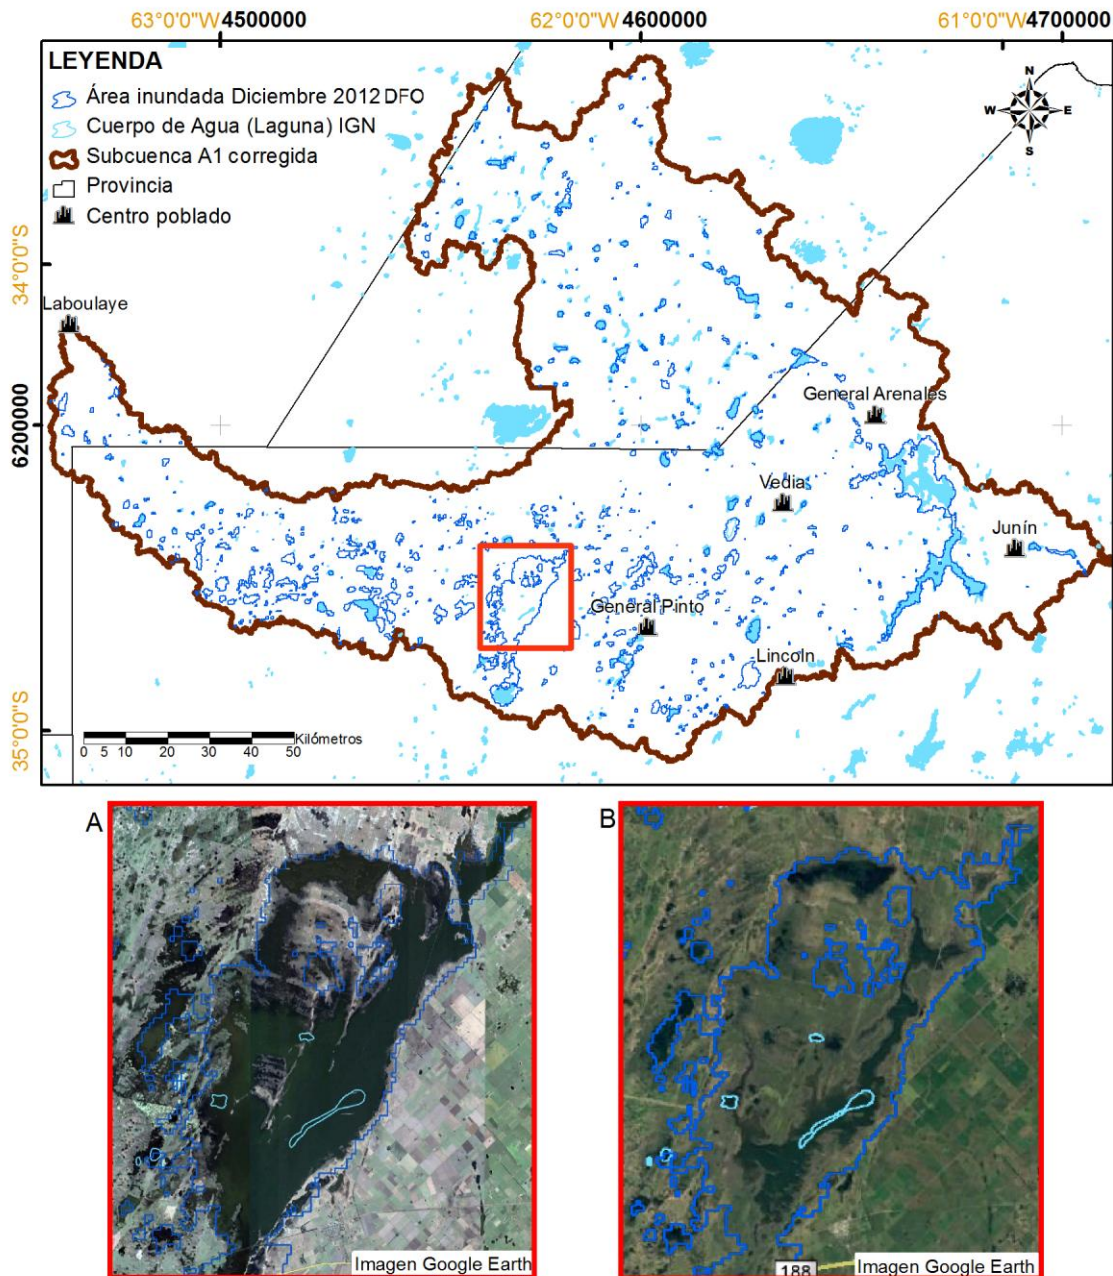 63°0'0"W 4500000 62°0'0"W 4600000 61°0'0"W 4700000
LEYENDA
Área inundada Diciembre 2012 DFO
Cuerpo de Agua (Laguna) IGN
Subcuenca A1 corregida
Provincia
Centro poblado
N
W E
S
34°0'0"S
Laboulaye
6200000
General Arenales
Vedia
Junín
General Pinto
Lincoln
35°0'0"S
Kilómetros
0 5 10 20 30 40 50
A
B
Imagen Google Earth
188
Imagen Google Earth